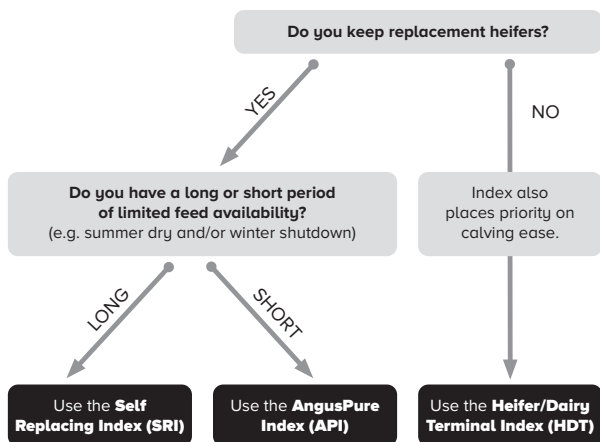 Do you keep replacement heifers?
YES
NO
Do you have a long or short period
of limited feed availability?
(e.g. summer dry and/or winter shutdown)
Index also
places priority on
calving ease.
LONG
SHORT
Use the Self
Replacing Index (SRI)
Use the AngusPure
Index (API)
Use the Heifer/Dairy
Terminal Index (HDT)